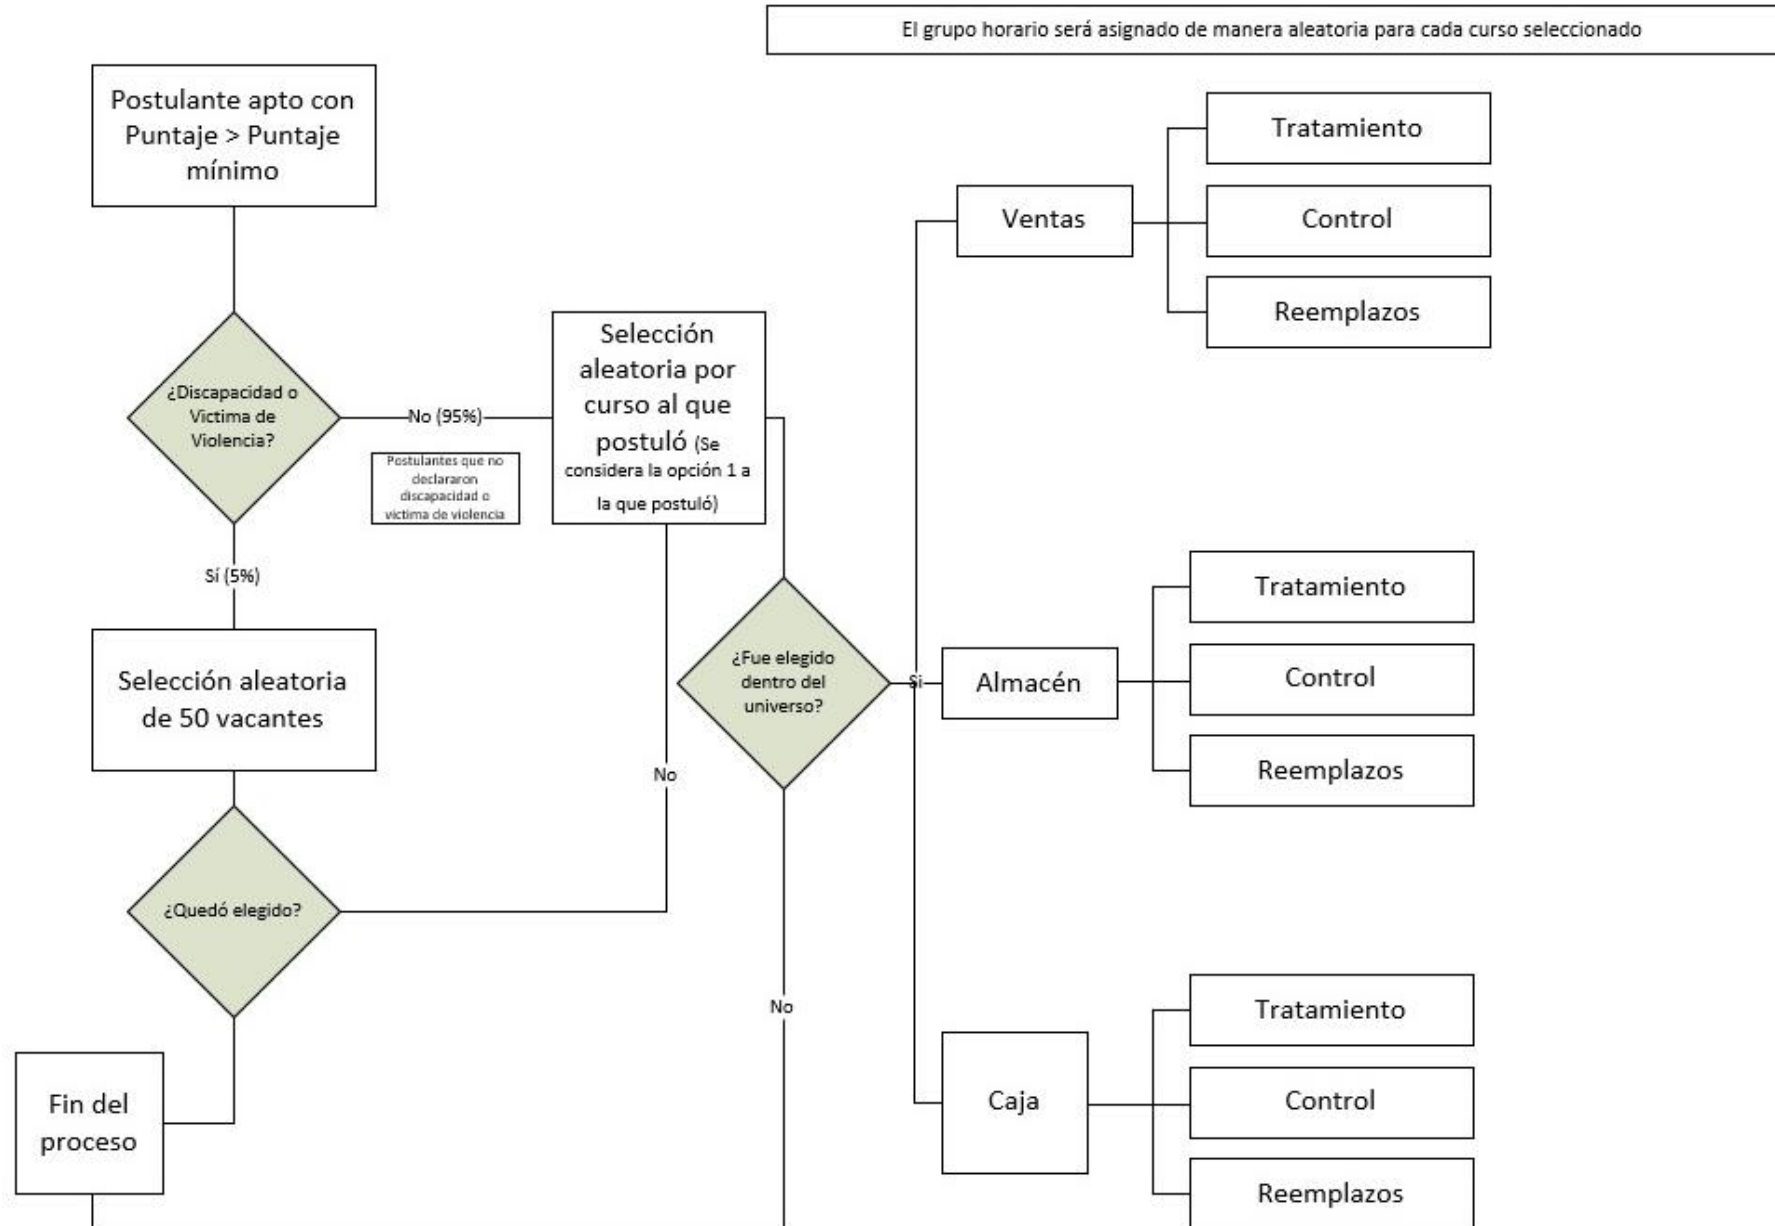 El grupo horario será asignado de manera aleatoria para cada curso seleccionado
Postulante apto con
Puntaje > Puntaje
mínimo
¿Discapacidad o
Victima de
Violencia?
No (95%)
Postulantes que no
declararon
discapacidad o
victima de violencia
Sí (5%)
Selección aleatoria
de 50 vacantes
¿Quedó elegido?
No
Fin del
proceso
Selección
aleatoria por
curso al que
postuló (Se
considera la opción 1 a
la que postuló)
¿Fue elegido
dentro del
universo?
Si
No
Ventas
Tratamiento
Control
Reemplazos
Almacén
Tratamiento
Control
Reemplazos
Caja
Tratamiento
Control
Reemplazos